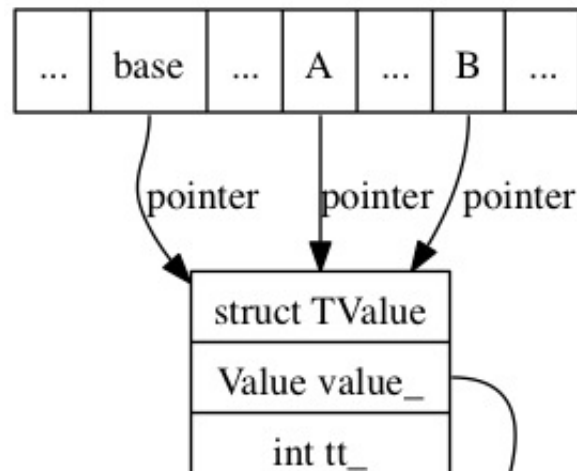 ... base ... A ... B ...
pointer pointer pointer
struct TValue
Value value_
int tt_